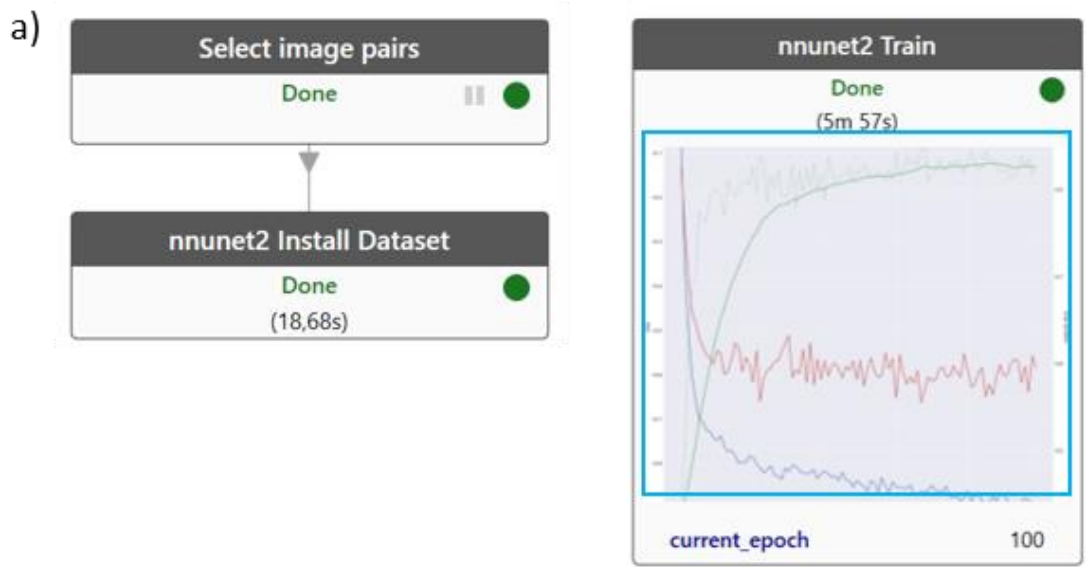 a)
Select image pairs
Done
nnunet2 Install Dataset
Done
(18,68s)
nnunet2 Train
Done
(5m 57s)
current_epoch 100